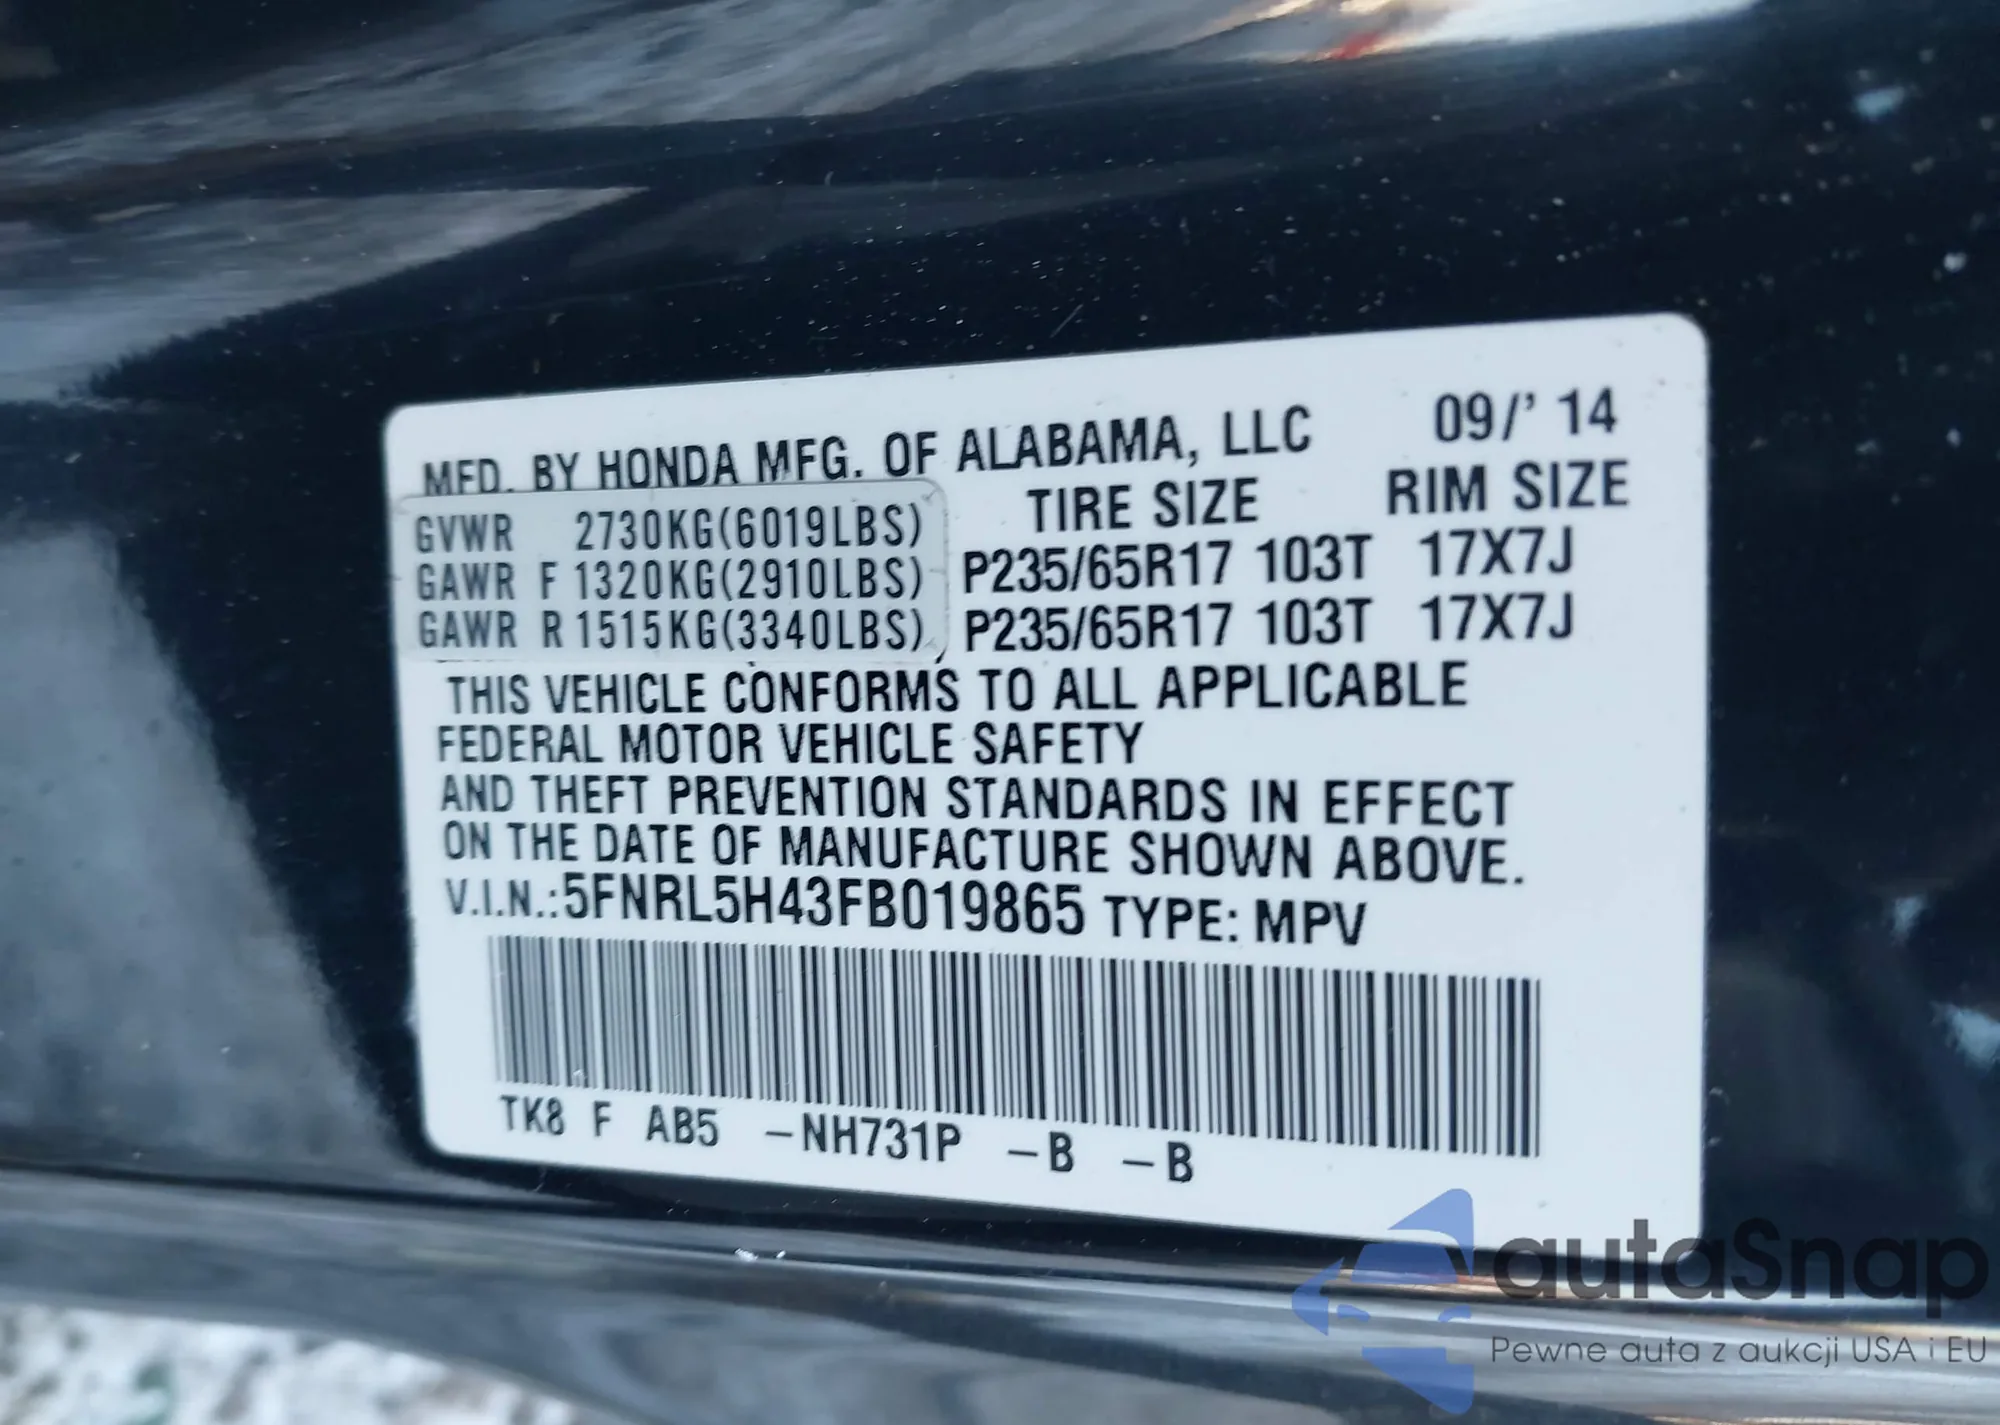 MFD. BY HONDA MFG. OF ALABAMA, LLC 09/' 14
TIRE SIZE RIM SIZE
GVWR 2730KG(6019LBS)
GAWR F 1320KG(2910LBS) P235/65R17 103T 17X7J
GAWR R 1515KG(3340LBS) P235/65R17 103T 17X7J
THIS VEHICLE CONFORMS TO ALL APPLICABLE
FEDERAL MOTOR VEHICLE SAFETY
AND THEFT PREVENTION STANDARDS IN EFFECT
ON THE DATE OF MANUFACTURE SHOWN ABOVE.
V.I.N.:5FNRL5H43FB019865 TYPE: MPV
TK8 F AB5 –NH731P –B –B
autaSnap
Pewne auta z aukcji USA i EU